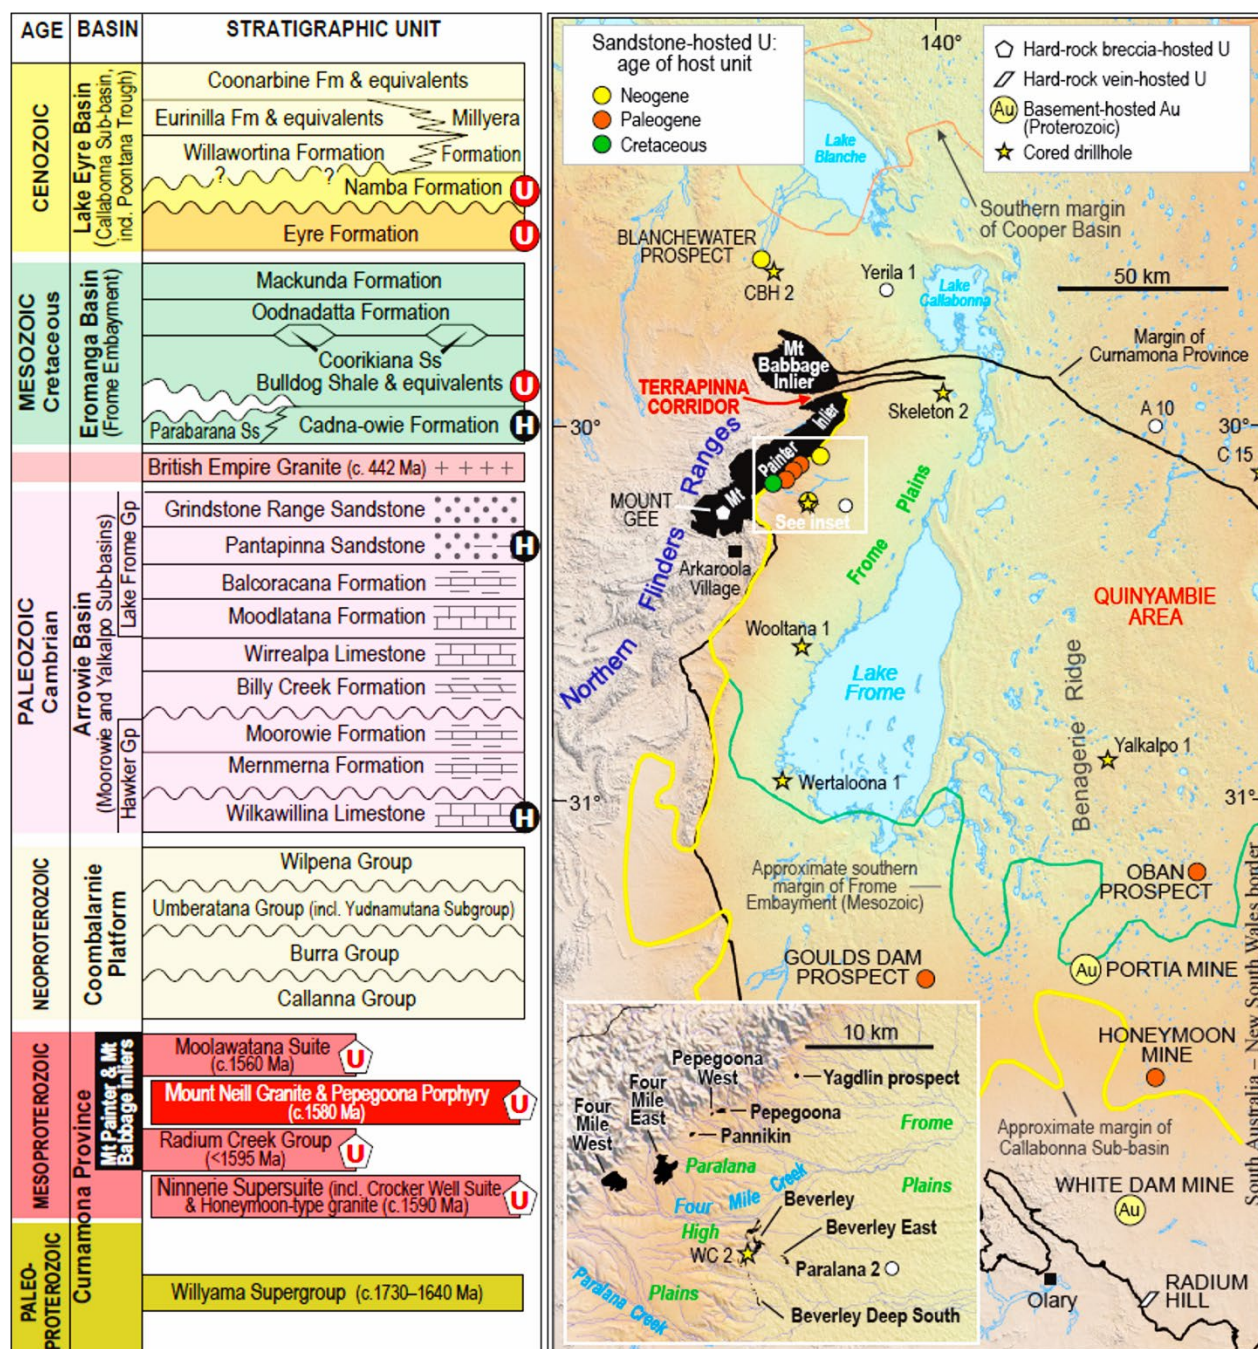 AGE
BASIN
STRATIGRAPHIC UNIT
CENOZOIC
Lake Eyre Basin
(Callabonna Sub-basin,
incl. Poontana Trough)
Coonarbine Fm & equivalents
Eurinilla Fm & equivalents
Millyera
Formation
Willawortina Formation
?
?
Namba Formation
U
Eyre Formation
U
MESOZOIC
Cretaceous
Eromanga Basin
(Frome Embayment)
Mackunda Formation
Oodnadatta Formation
Coorikiana Ss
Bulldog Shale & equivalents
U
Parabarana Ss
Cadna-owie Formation
H
British Empire Granite (c. 442 Ma)
PALEOZOIC
Cambrian
Arrowie Basin
(Moorowie and Yalkalpo Sub-basins)
Lake Frome Gp
Hawker Gp
Grindstone Range Sandstone
Pantapinna Sandstone
H
Balcoracana Formation
Moodlatana Formation
Wirrealpa Limestone
Billy Creek Formation
Moorowie Formation
Mernmerna Formation
Wilkawillina Limestone
H
NEOPROTEROZOIC
Coombalarnie
Platform
Wilpena Group
Umberatana Group (incl. Yudnamutana Subgroup)
Burra Group
Callanna Group
MESOPROTEROZOIC
Curnamona Province
Mt Painter & Mt
Babbage Inliers
Moolawatana Suite
(c.1560 Ma)
U
Mount Neill Granite & Pepegoona Porphyry
(c.1580 Ma)
U
Radium Creek Group
(<1595 Ma)
U
Ninnerie Supersuite (incl. Crocker Well Suite
& Honeymoon-type granite (c.1590 Ma)
U
PALEO-
PROTEROZOIC
Willyama Supergroup (c.1730–1640 Ma)
Sandstone-hosted U:
age of host unit
Neogene
Paleogene
Cretaceous
140°
Hard-rock breccia-hosted U
Hard-rock vein-hosted U
Au
Basement-hosted Au
(Proterozoic)
Cored drillhole
Lake
Blanche
Southern margin
of Cooper Basin
BLANCHEWATER
PROSPECT
CBH 2
Yerila 1
Lake
Callabonna
50 km
Margin of
Curnamona Province
Mt
Babbage
Inlier
TERRAPINNA
CORRIDOR
Skeleton 2
A 10
30°
30°
C 15
Mt
Painter
Inlier
Northern Flinders Ranges
MOUNT
GEE
See inset
Arkaroola
Village
Frome
Plains
QUINYAMBIE
AREA
Wooltana 1
Lake
Frome
Benagerie Ridge
Yalkalpo 1
Wertaloona 1
31°
31°
Approximate southern
margin of Frome
Embayment (Mesozoic)
OBAN
PROSPECT
GOULDS DAM
PROSPECT
Au
PORTIA MINE
HONEYMOON
MINE
Approximate margin of
Callabonna Sub-basin
WHITE DAM MINE
Au
Olary
RADIUM
HILL
South Australia – New South Wales border
10 km
Pepegoona
West
Yagdlin prospect
Four
Mile
East
Four
Mile
West
Pepegoona
Pannikin
Frome
Plains
Paralana
High
Plains
Four Mile Creek
Beverley
Beverley East
WC 2
Paralana 2
Beverley Deep South
Paralana Creek